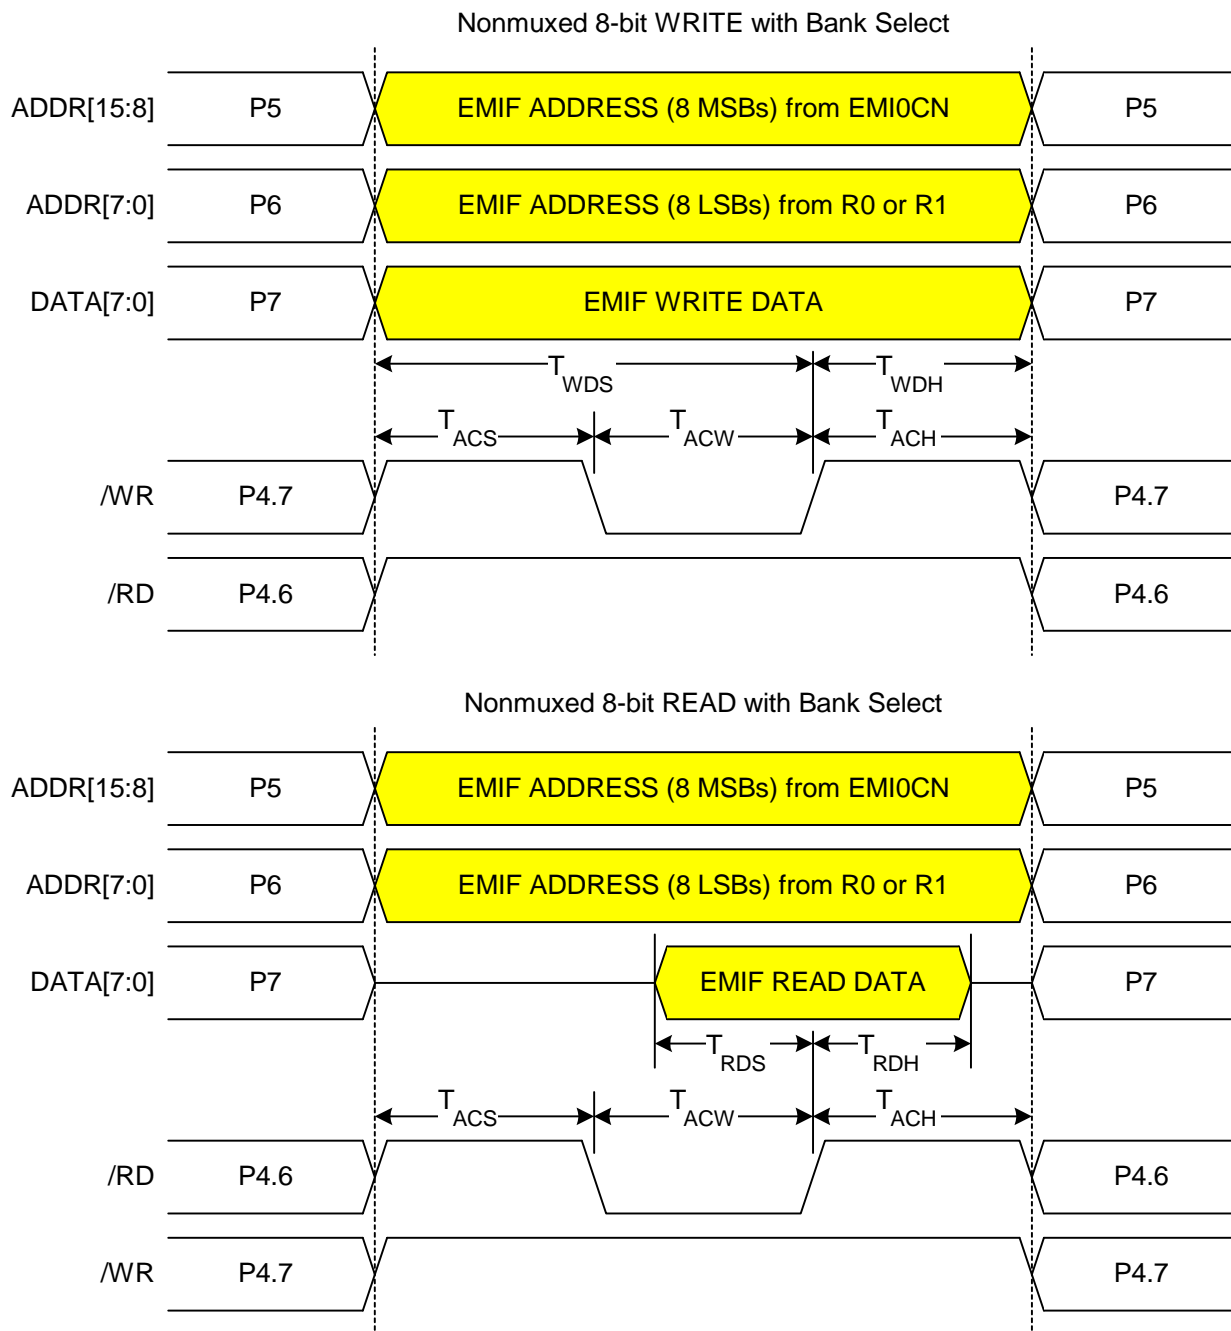 Nonmuxed 8-bit WRITE with Bank Select
ADDR[15:8] P5 EMIF ADDRESS (8 MSBs) from EMI0CN P5
ADDR[7:0] P6 EMIF ADDRESS (8 LSBs) from R0 or R1 P6
DATA[7:0] P7 EMIF WRITE DATA P7
TWDS TWDH
TACS TACW TACH
/WR P4.7 P4.7
/RD P4.6 P4.6
Nonmuxed 8-bit READ with Bank Select
ADDR[15:8] P5 EMIF ADDRESS (8 MSBs) from EMI0CN P5
ADDR[7:0] P6 EMIF ADDRESS (8 LSBs) from R0 or R1 P6
DATA[7:0] P7 EMIF READ DATA P7
TRDS TRDH
TACS TACW TACH
/RD P4.6 P4.6
/WR P4.7 P4.7